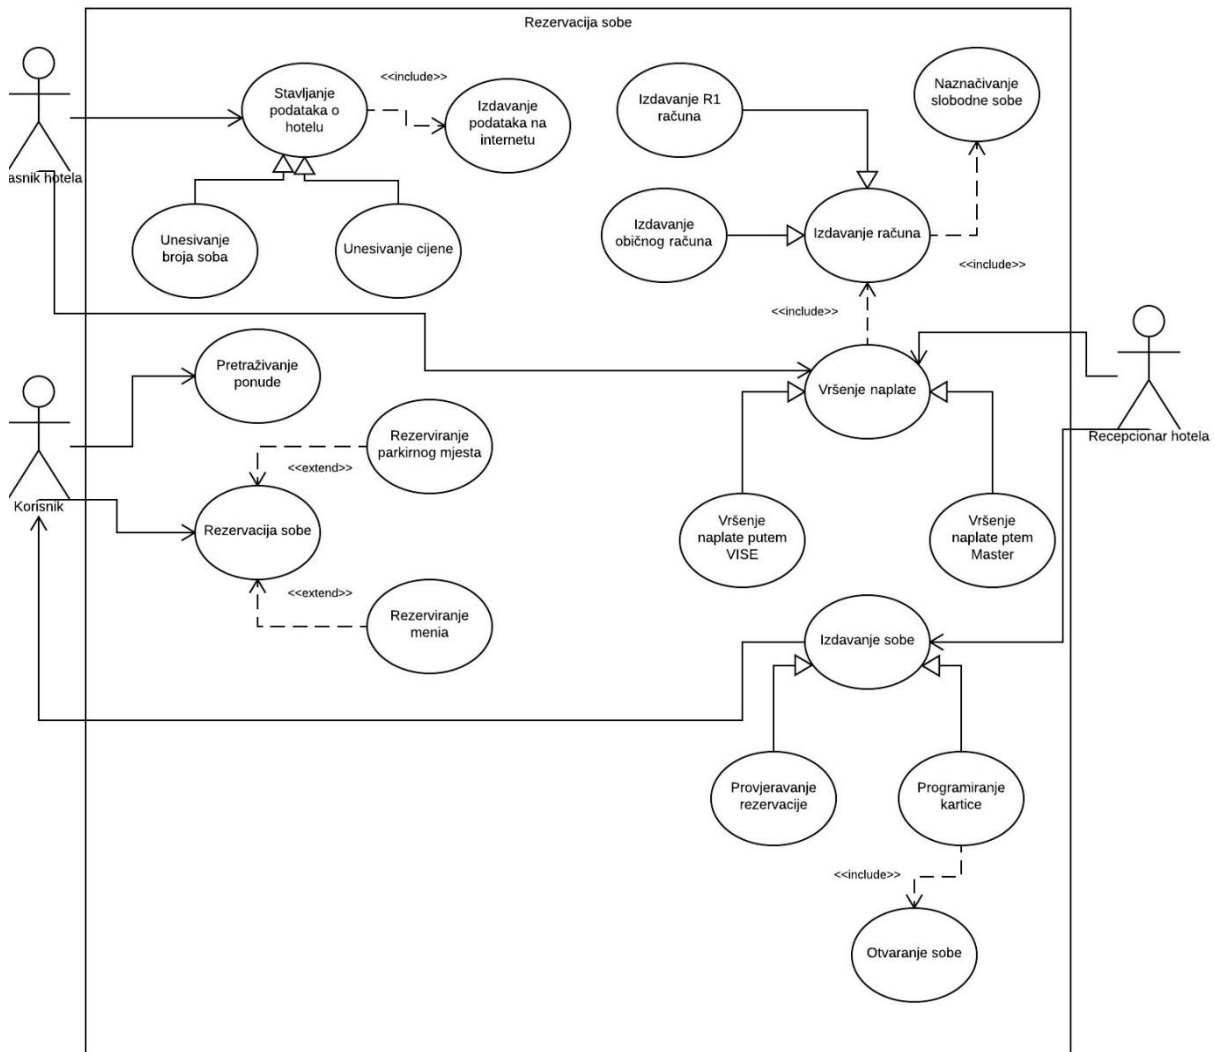 Rezervacija sobe
Stavljanje
podataka o
hotelu
<<include>>
Izdavanje
podataka na
internetu
Izdavanje R1
računa
Naznačivanje
slobodne sobe
asnik hotela
Unesivanje
broja soba
Unesivanje cijene
Izdavanje
običnog računa
Izdavanje računa
<<include>>
<<include>>
Pretraživanje
ponude
Vršenje naplate
Recepcionar hotela
Rezerviranje
parkirnog mjesta
<<extend>>
Korisnik
Rezervacija sobe
Vršenje
naplate putem
VISE
Vršenje
naplate ptem
Master
<<extend>>
Rezerviranje
menia
Izdavanje sobe
Provjeravanje
rezervacije
Programiranje
kartice
<<include>>
Otvaranje sobe